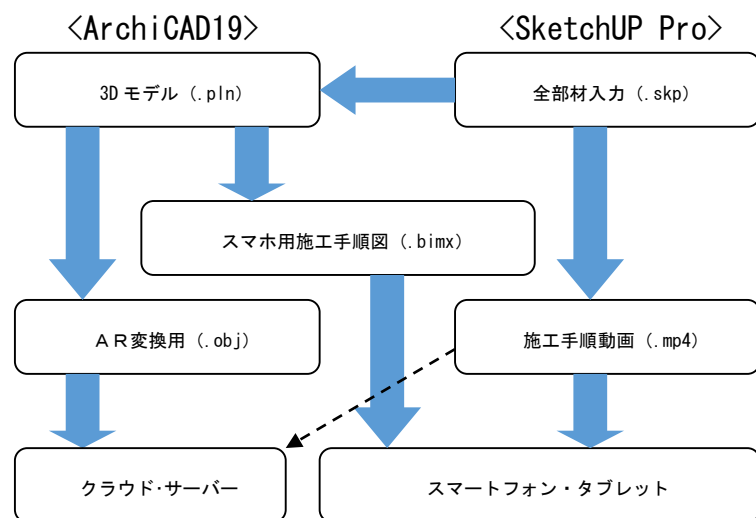 <ArchiCAD19>
<SketchUP Pro>
3Dモデル（.pln）
全部材入力（.skp）
スマホ用施工手順図（.bimx）
ＡＲ変換用（.obj）
施工手順動画（.mp4）
クラウド･サーバー
スマートフォン・タブレット